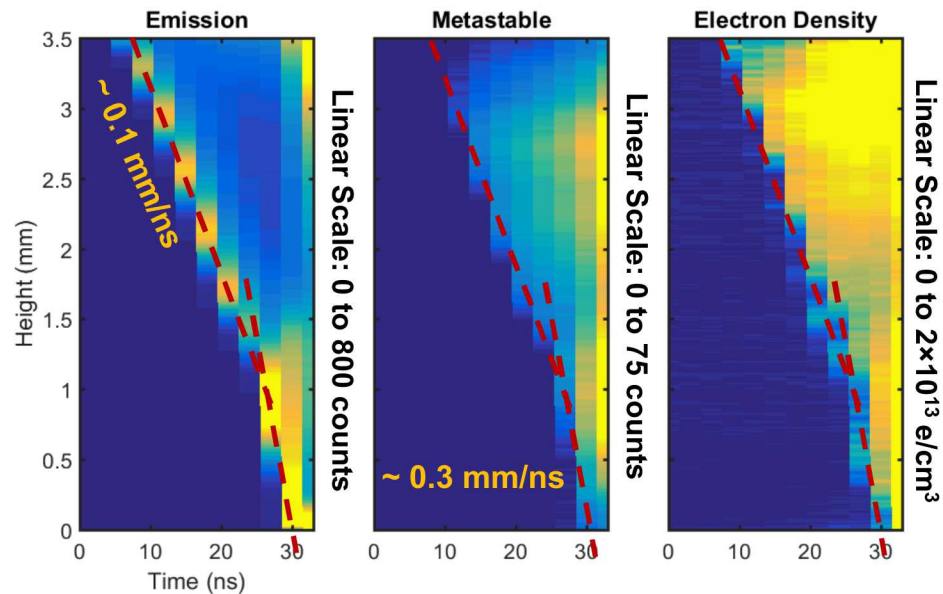 Emission
Metastable
Electron Density
3.5
3
2.5
2
1.5
1
0.5
0
Height (mm)
~ 0.1 mm/ns
Linear Scale: 0 to 800 counts
~ 0.3 mm/ns
Linear Scale: 0 to 75 counts
Linear Scale: 0 to 2×10¹³ e/cm³
0 10 20 30
0 10 20 30
0 10 20 30
Time (ns)